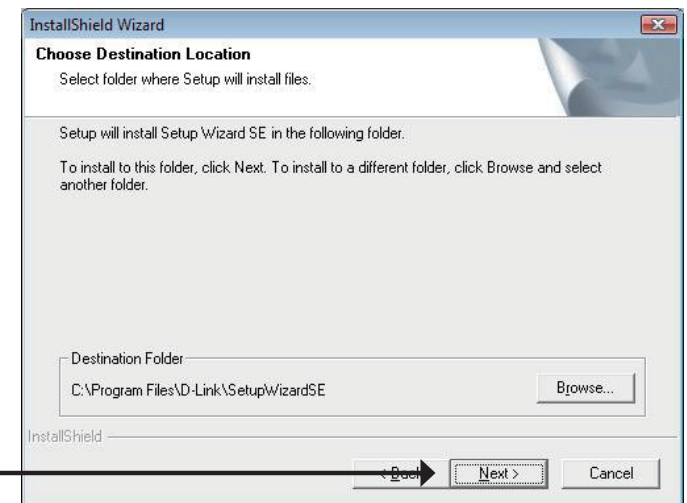 InstallShield Wizard
Choose Destination Location
Select folder where Setup will install files.
Setup will install Setup Wizard SE in the following folder.
To install to this folder, click Next. To install to a different folder, click Browse and select
another folder.
Destination Folder
C:\Program Files\D-Link\SetupWizardSE
Browse...
InstallShield
< Back Next > Cancel